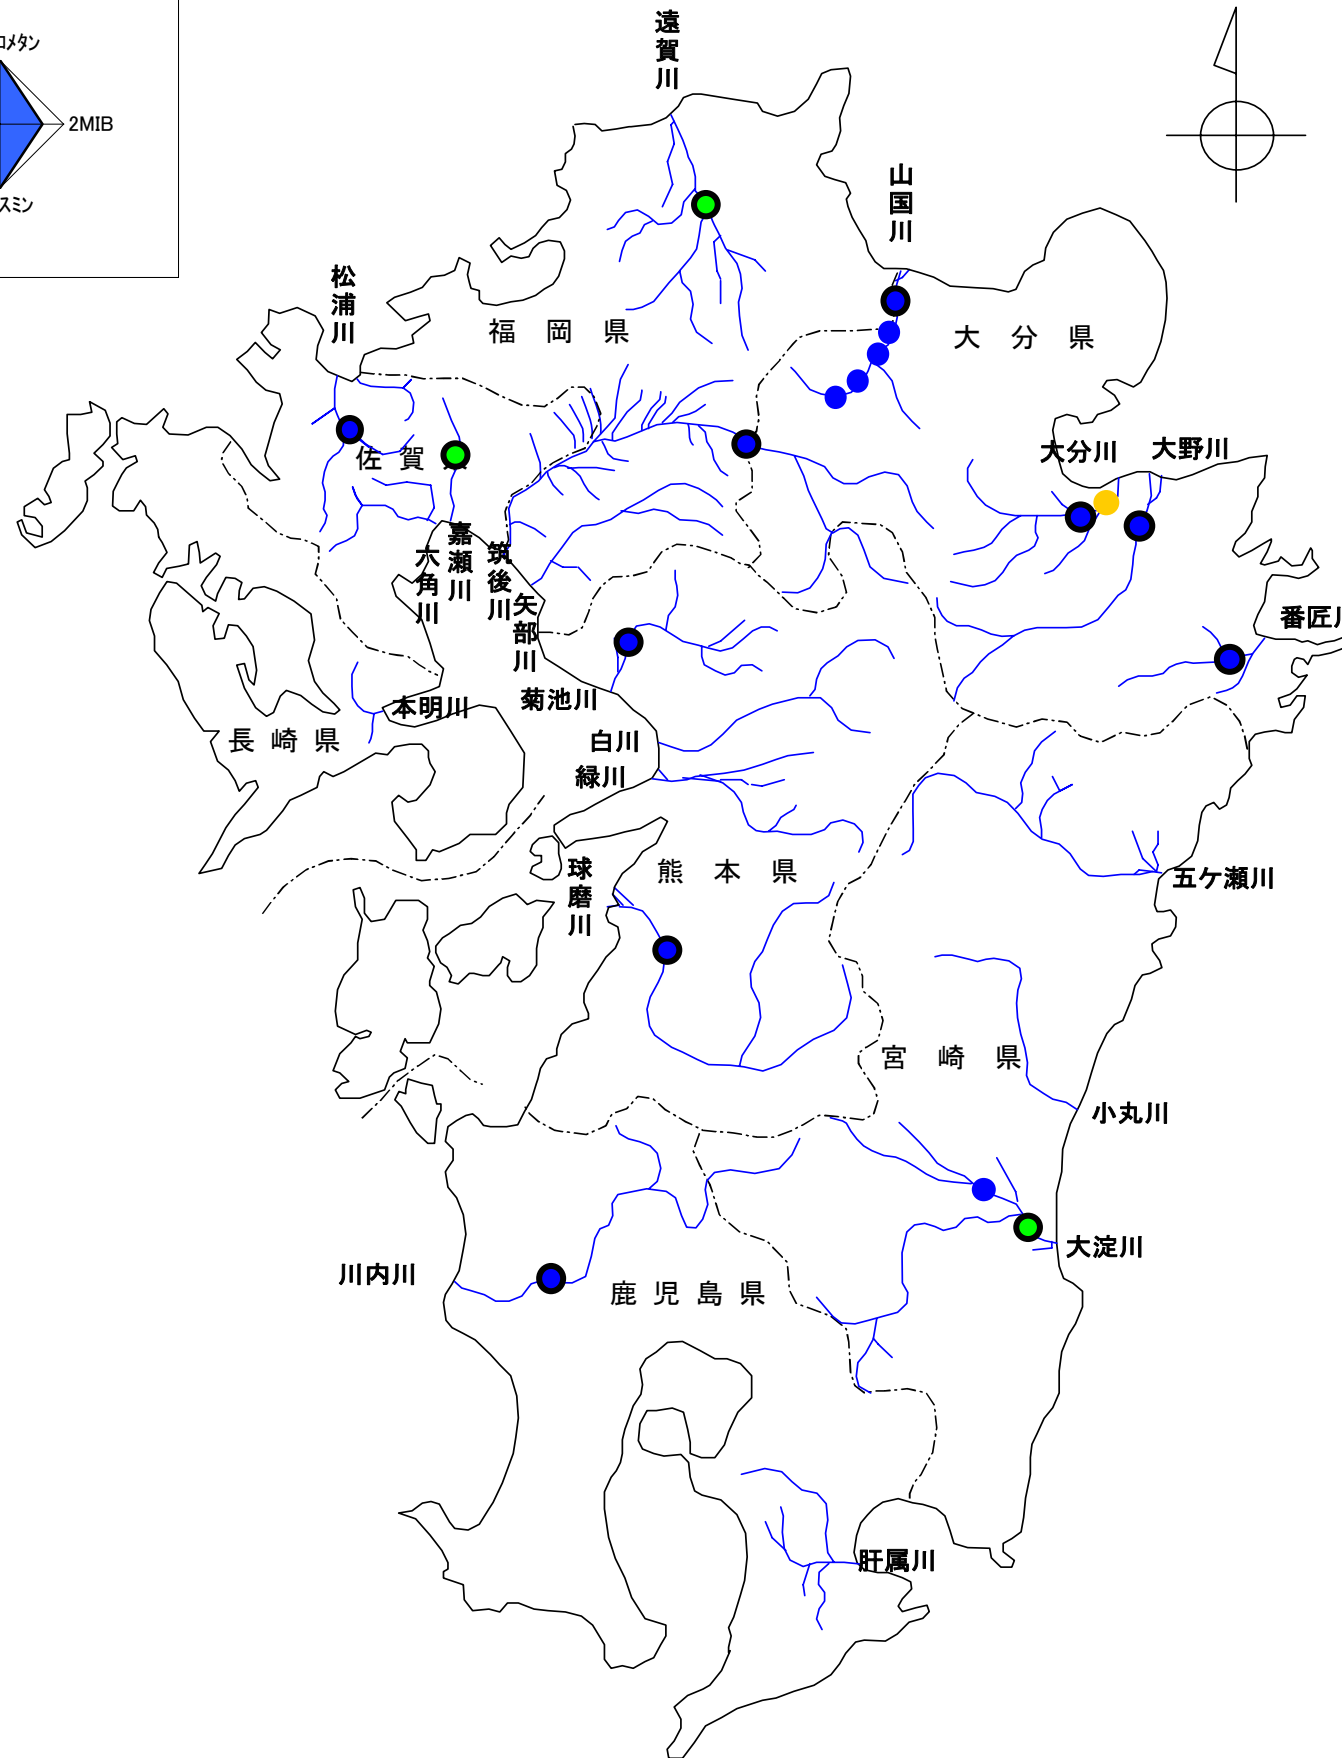 遠賀川
ロメタン
2MIB
スミン
山国川
松浦川
福岡県
大分県
佐賀
大分川
大野川
嘉瀬川
六角川
筑後川
矢部川
番匠川
菊池川
本明川
長崎県
白川
緑川
球磨川
熊本県
五ケ瀬川
宮崎県
小丸川
大淀川
川内川
鹿児島県
肝属川